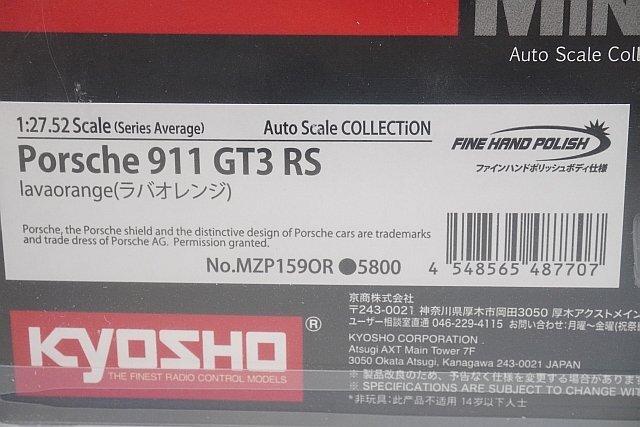 Auto Scale Coll
1:27.52 Scale (Series Average) Auto Scale COLLECTiON
Porsche 911 GT3 RS
lavaorange(ラバオレンジ)
FINE HAND POLISH
ファインハンドポリッシュボディ仕様
Porsche, the Porsche shield and the distinctive design of Porsche cars are trademarks
and trade dress of Porsche AG. Permission granted.
No.MZP159OR ●5800
4 548565 487707
京商株式会社
〒243-0021 神奈川県厚木市岡田3050 厚木アクストメイン
ユーザー相談室直通 046-229-4115 お問い合わせ:月曜~金曜(祝祭日
KYOSHO CORPORATION
Atsugi AXT Main Tower 7F
3050 Okata Atsugi, Kanagawa 243-0021 JAPAN
※ 製品改良のため、予告なく仕様を変更する場合があります
※ SPECIFICATIONS ARE SUBJECT TO CHANGE WIT
*非玩具:此产品不适用 14岁以下人士
KYOSHO ®
THE FINEST RADIO CONTROL MODELS